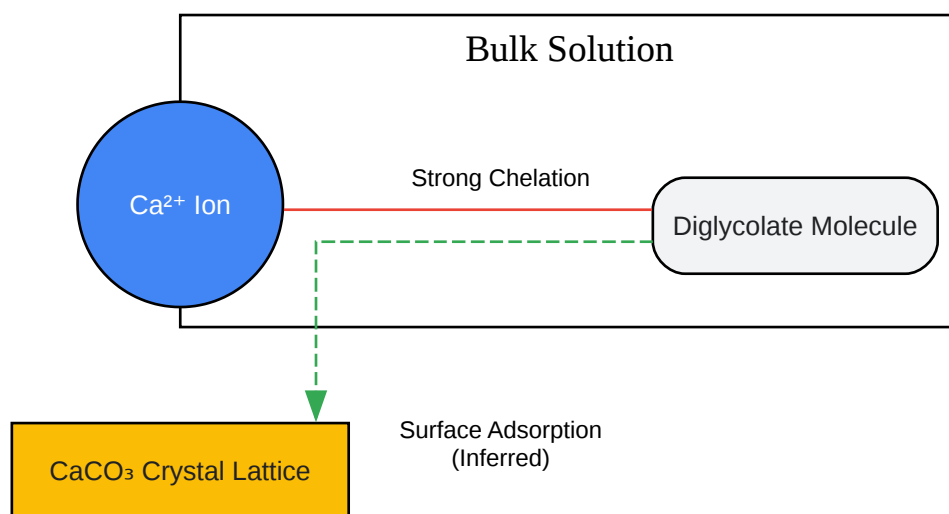 Bulk Solution
Strong Chelation
Ca²⁺ Ion
Diglycolate Molecule
Surface Adsorption
(Inferred)
CaCO₃ Crystal Lattice